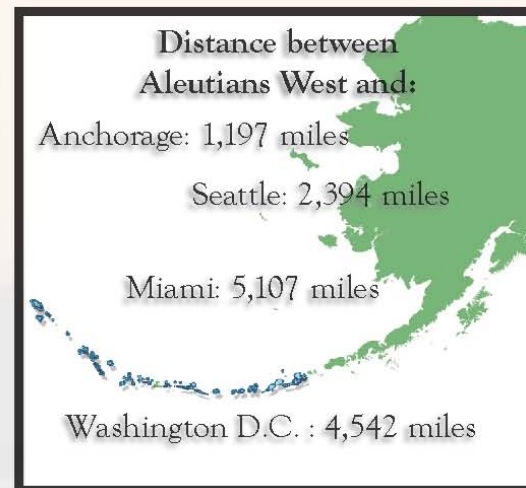 Distance between
Aleutians West and:
Anchorage: 1,197 miles
Seattle: 2,394 miles
Miami: 5,107 miles
Washington D.C. : 4,542 miles